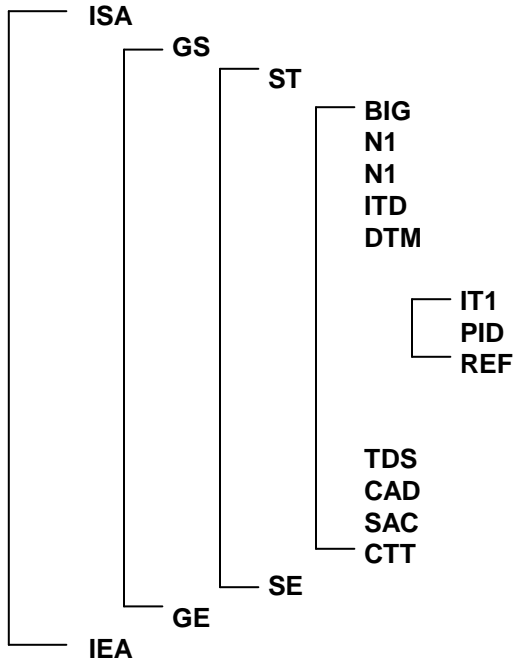 ISA
GS
ST
BIG
N1
N1
ITD
DTM
IT1
PID
REF
TDS
CAD
SAC
CTT
SE
GE
IEA